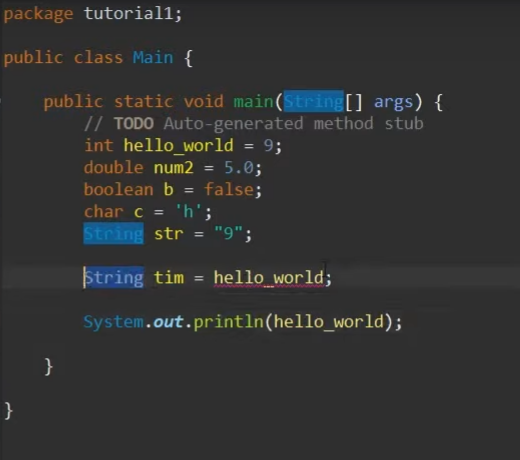 package tutorial1;
public class Main {
public static void main(String[] args) {
// TODO Auto-generated method stub
int hello_world = 9;
double num2 = 5.0;
boolean b = false;
char c = 'h';
String str = "9";
String tim = hello_world;
System.out.println(hello_world);
}
}